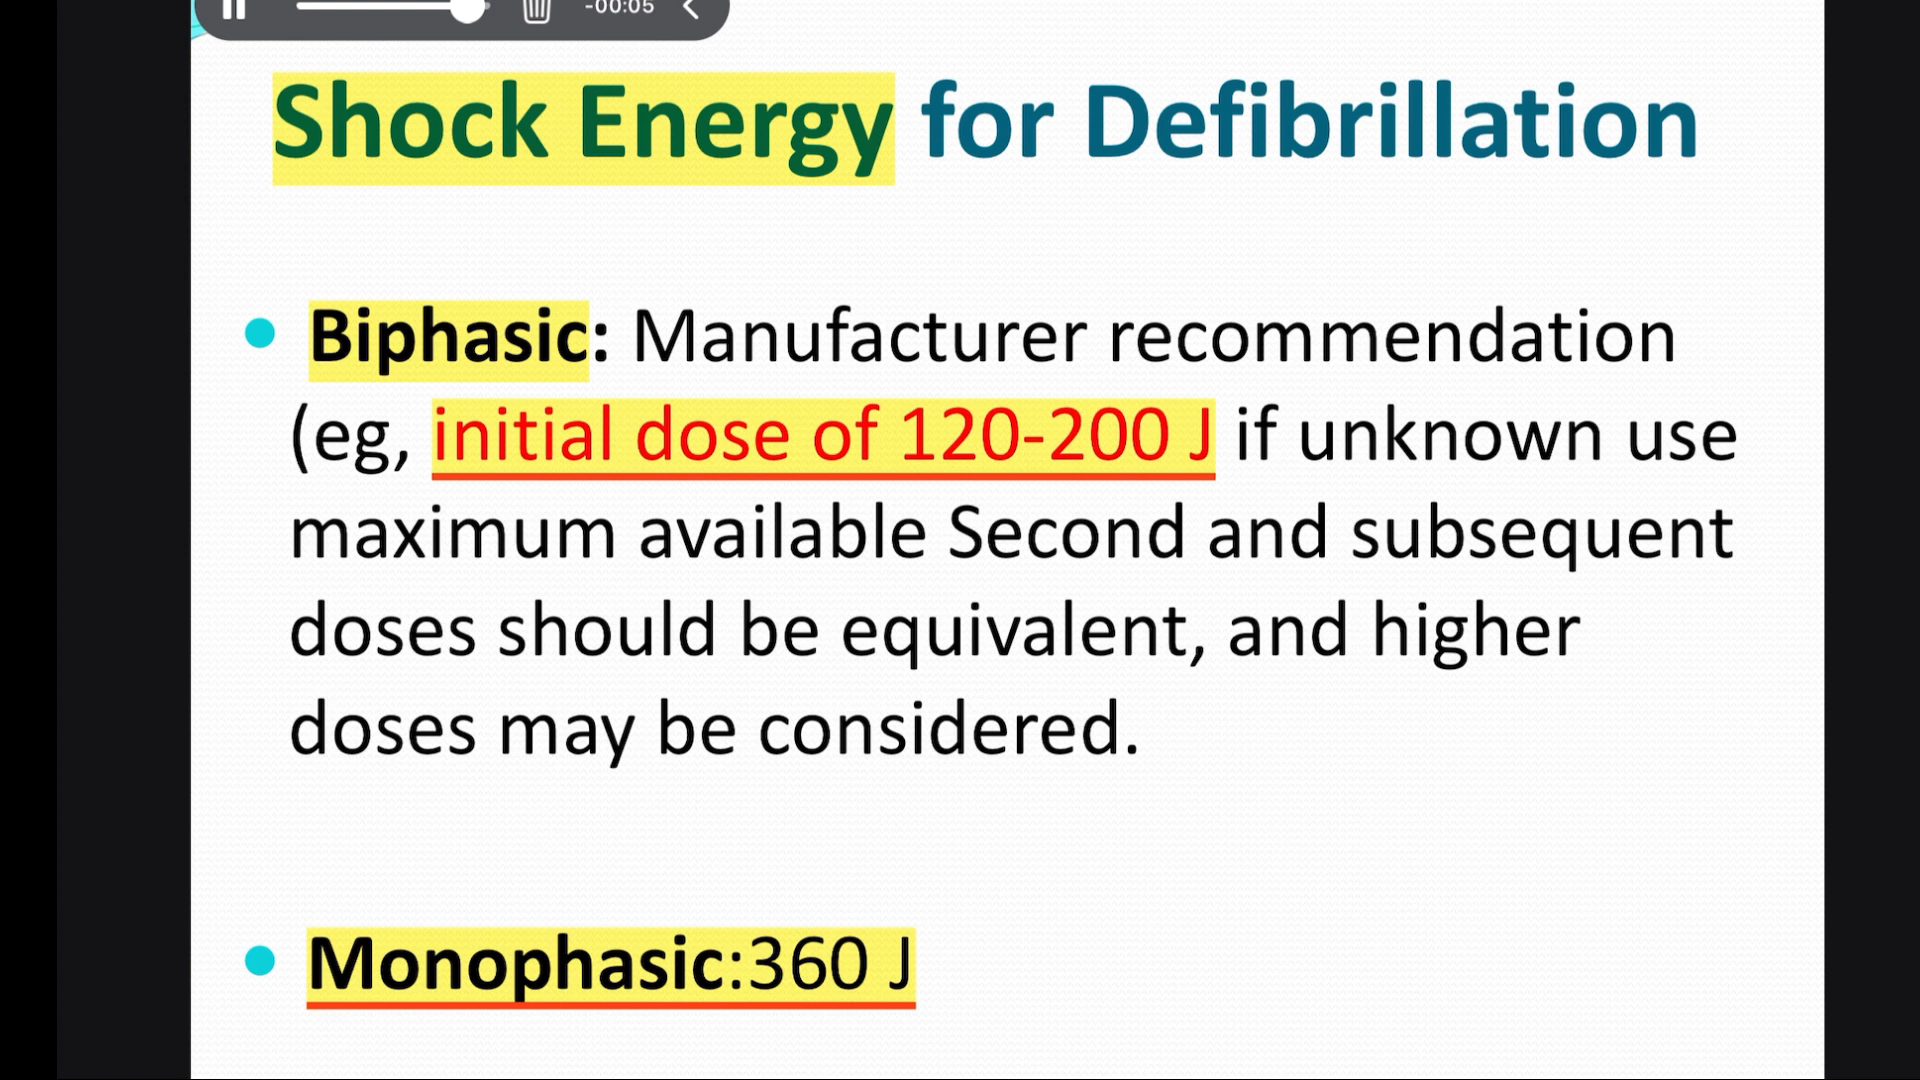 -00:05
Shock Energy for Defibrillation
Biphasic: Manufacturer recommendation
(eg, initial dose of 120-200 J if unknown use
maximum available Second and subsequent
doses should be equivalent, and higher
doses may be considered.
Monophasic:360 J